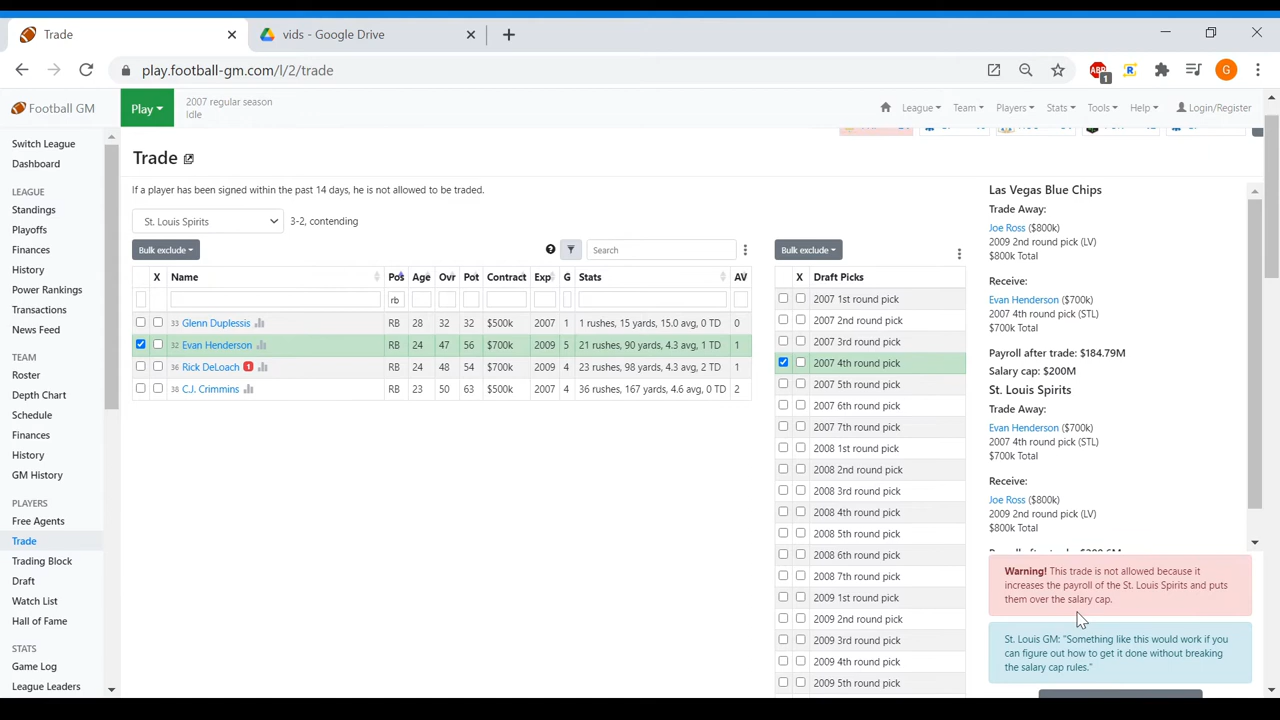 Trade
vids - Google Drive
play.football-gm.com/l/2/trade
ABP
1
R
G
Football GM
Play
2007 regular season
Idle
League
Team
Players
Stats
Tools
Help
Login/Register
Switch League
Dashboard
LEAGUE
Standings
Playoffs
Finances
History
Power Rankings
Transactions
News Feed
TEAM
Roster
Depth Chart
Schedule
Finances
History
GM History
PLAYERS
Free Agents
Trade
Trading Block
Draft
Watch List
Hall of Fame
STATS
Game Log
League Leaders
Trade
If a player has been signed within the past 14 days, he is not allowed to be traded.
St. Louis Spirits
3-2, contending
Bulk exclude
Search
X Name Pos Age Ovr Pot Contract Exp G Stats AV
rb
33 Glenn Duplessis RB 28 32 32 $500k 2007 1 1 rushes, 15 yards, 15.0 avg, 0 TD 0
32 Evan Henderson RB 24 47 56 $700k 2009 5 21 rushes, 90 yards, 4.3 avg, 1 TD 1
36 Rick DeLoach 1 RB 24 48 54 $700k 2009 4 23 rushes, 98 yards, 4.3 avg, 2 TD 1
38 C.J. Crimmins RB 23 50 63 $500k 2007 4 36 rushes, 167 yards, 4.6 avg, 0 TD 2
Bulk exclude
X Draft Picks
2007 1st round pick
2007 2nd round pick
2007 3rd round pick
2007 4th round pick
2007 5th round pick
2007 6th round pick
2007 7th round pick
2008 1st round pick
2008 2nd round pick
2008 3rd round pick
2008 4th round pick
2008 5th round pick
2008 6th round pick
2008 7th round pick
2009 1st round pick
2009 2nd round pick
2009 3rd round pick
2009 4th round pick
2009 5th round pick
Las Vegas Blue Chips
Trade Away:
Joe Ross ($800k)
2009 2nd round pick (LV)
$800k Total
Receive:
Evan Henderson ($700k)
2007 4th round pick (STL)
$700k Total
Payroll after trade: $184.79M
Salary cap: $200M
St. Louis Spirits
Trade Away:
Evan Henderson ($700k)
2007 4th round pick (STL)
$700k Total
Receive:
Joe Ross ($800k)
2009 2nd round pick (LV)
$800k Total
Warning! This trade is not allowed because it
increases the payroll of the St. Louis Spirits and puts
them over the salary cap.
St. Louis GM: "Something like this would work if you
can figure out how to get it done without breaking
the salary cap rules."